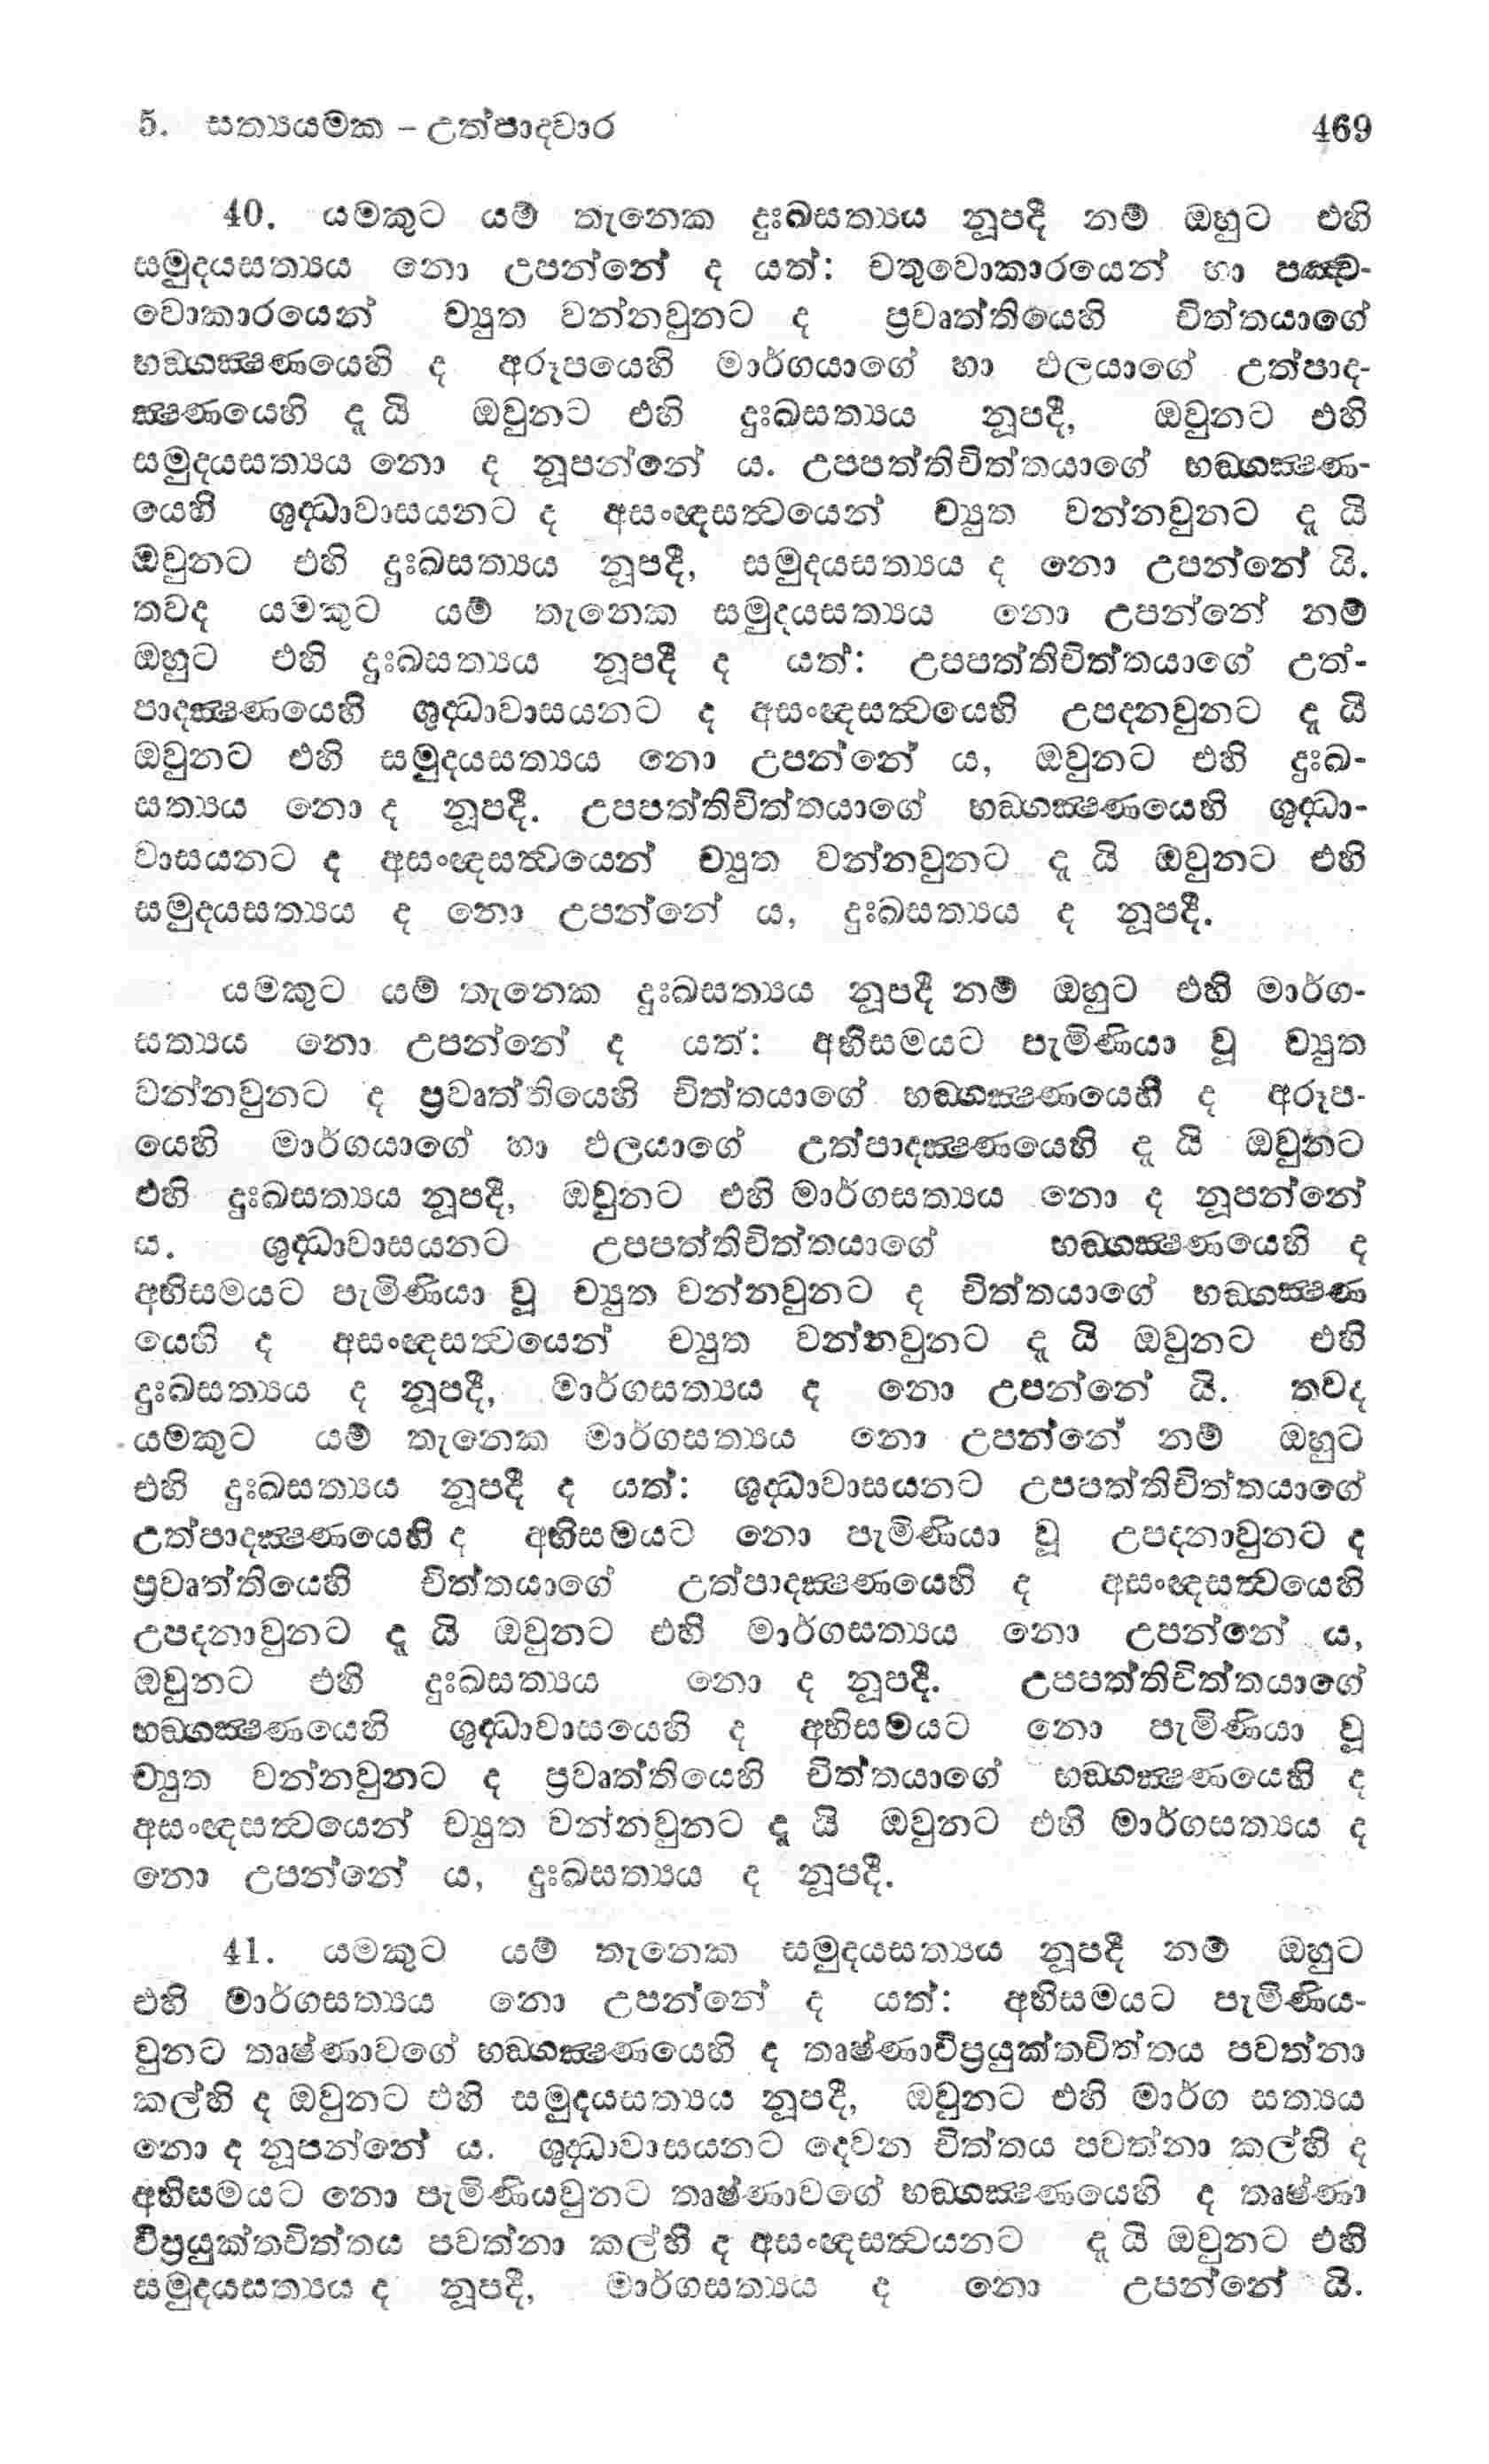 5. සත්‍යයමක – උත්පාදවාර 469
40. යමකුට යම් තැනෙක දුඃඛසත්‍යය නූපදී නම් ඔහුට එහි
සමුදයසත්‍යය නො උපන්නේ ද යත්: චතුවොකාරයෙන් හා පඤ්ච-
වොකාරයෙන් ච්‍යුත වන්නවුනට ද ප්‍රවෘත්තියෙහි චිත්තයාගේ
භඞ්ගක්‍ෂණයෙහි ද අරූපයෙහි මාර්ගයාගේ හා ඵලයාගේ උත්පාද-
ක්‍ෂණයෙහි දැ යි ඔවුනට එහි දුඃඛසත්‍යය නූපදී, ඔවුනට එහි
සමුදයසත්‍යය නො ද නූපන්නේ ය. උපපත්තිචිත්තයාගේ භඞ්ගක්‍ෂණ-
යෙහි ශුද්ධාවාසයනට ද අසංඥසත්‍වයෙන් ච්‍යුත වන්නවුනට දැ යි
ඔවුනට එහි දුඃඛසත්‍යය නූපදී, සමුදයසත්‍යය ද නො උපන්නේ යි.
තවද යමකුට යම් තැනෙක සමුදයසත්‍යය නො උපන්නේ නම්
ඔහුට එහි දුඃඛසත්‍යය නූපදී ද යත්: උපපත්තිචිත්තයාගේ උත්-
පාදක්‍ෂණයෙහි ශුද්ධාවාසයනට ද අසංඥසත්‍වයෙහි උපදනවුනට දැ යි
ඔවුනට එහි සමුදයසත්‍යය නො උපන්නේ ය, ඔවුනට එහි දුඃඛ-
සත්‍යය නො ද නූපදී. උපපත්තිචිත්තයාගේ භඞ්ගක්‍ෂණයෙහි ශුද්ධා-
වාසයනට ද අසංඥසත්‍වයෙන් ච්‍යුත වන්නවුනට දැ යි ඔවුනට එහි
සමුදයසත්‍යය ද නො උපන්නේ ය, දුඃඛසත්‍යය ද නූපදී.
යමකුට යම් තැනෙක දුඃඛසත්‍යය නූපදී නම් ඔහුට එහි මාර්ග-
සත්‍යය නො උපන්නේ ද යත්: අභිසමයට පැමිණියා වූ ච්‍යුත
වන්නවුනට ද ප්‍රවෘත්තියෙහි චිත්තයාගේ භඞ්ගක්‍ෂණයෙහි ද අරූප-
යෙහි මාර්ගයාගේ හා ඵලයාගේ උත්පාදක්‍ෂණයෙහි දැ යි ඔවුනට
එහි දුඃඛසත්‍යය නූපදී, ඔවුනට එහි මාර්ගසත්‍යය නො ද නූපන්නේ
ය. ශුද්ධාවාසයනට උපපත්තිචිත්තයාගේ භඞ්ගක්‍ෂණයෙහි ද
අභිසමයට පැමිණියා වූ ච්‍යුත වන්නවුනට ද චිත්තයාගේ භඞ්ගක්‍ෂණ
යෙහි ද අසංඥසත්‍වයෙන් ච්‍යුත වන්නවුනට දැ යි ඔවුනට එහි
දුඃඛසත්‍යය ද නූපදී, මාර්ගසත්‍යය ද නො උපන්නේ යි. තවද
යමකුට යම් තැනෙක මාර්ගසත්‍යය නො උපන්නේ නම් ඔහුට
එහි දුඃඛසත්‍යය නූපදී ද යත්: ශුද්ධාවාසයනට උපපත්තිචිත්තයාගේ
උත්පාදක්‍ෂණයෙහි ද අභිසමයට නො පැමිණියා වූ උපදනාවුනට ද
ප්‍රවෘත්තියෙහි චිත්තයාගේ උත්පාදක්‍ෂණයෙහි ද අසංඥසත්‍වයෙහි
උපදනාවුනට දැ යි ඔවුනට එහි මාර්ගසත්‍යය නො උපන්නේ ය,
ඔවුනට එහි දුඃඛසත්‍යය නො ද නූපදී. උපපත්තිචිත්තයාගේ
භඞ්ගක්‍ෂණයෙහි ශුද්ධාවාසයෙහි ද අභිසමයට නො පැමිණියා වූ
ච්‍යුත වන්නවුනට ද ප්‍රවෘත්තියෙහි චිත්තයාගේ භඞ්ගක්‍ෂණයෙහි ද
අසංඥසත්‍වයෙන් ච්‍යුත වන්නවුනට දැ යි ඔවුනට එහි මාර්ගසත්‍යය ද
නො උපන්නේ ය, දුඃඛසත්‍යය ද නූපදී.
41. යමකුට යම් තැනෙක සමුදයසත්‍යය නූපදී නම් ඔහුට
එහි මාර්ගසත්‍යය නො උපන්නේ ද යත්: අභිසමයට පැමිණිය-
වුනට තෘෂ්ණාවගේ භඞ්ගක්‍ෂණයෙහි ද තෘෂ්ණාවිප්‍රයුක්තචිත්තය පවත්නා
කල්හි ද ඔවුනට එහි සමුදයසත්‍යය නූපදී, ඔවුනට එහි මාර්ග සත්‍යය
නො ද නූපන්නේ ය. ශුද්ධාවාසයනට දෙවන චිත්තය පවත්නා කල්හි ද
අභිසමයට නො පැමිණියවුනට තෘෂ්ණාවගේ භඞ්ගක්‍ෂණයෙහි ද තෘෂ්ණා
විප්‍රයුක්තචිත්තය පවත්නා කල්හි ද අසංඥසත්‍වයනට දැ යි ඔවුනට එහි
සමුදයසත්‍යය ද නූපදී, මාර්ගසත්‍යය ද නො උපන්නේ යි.